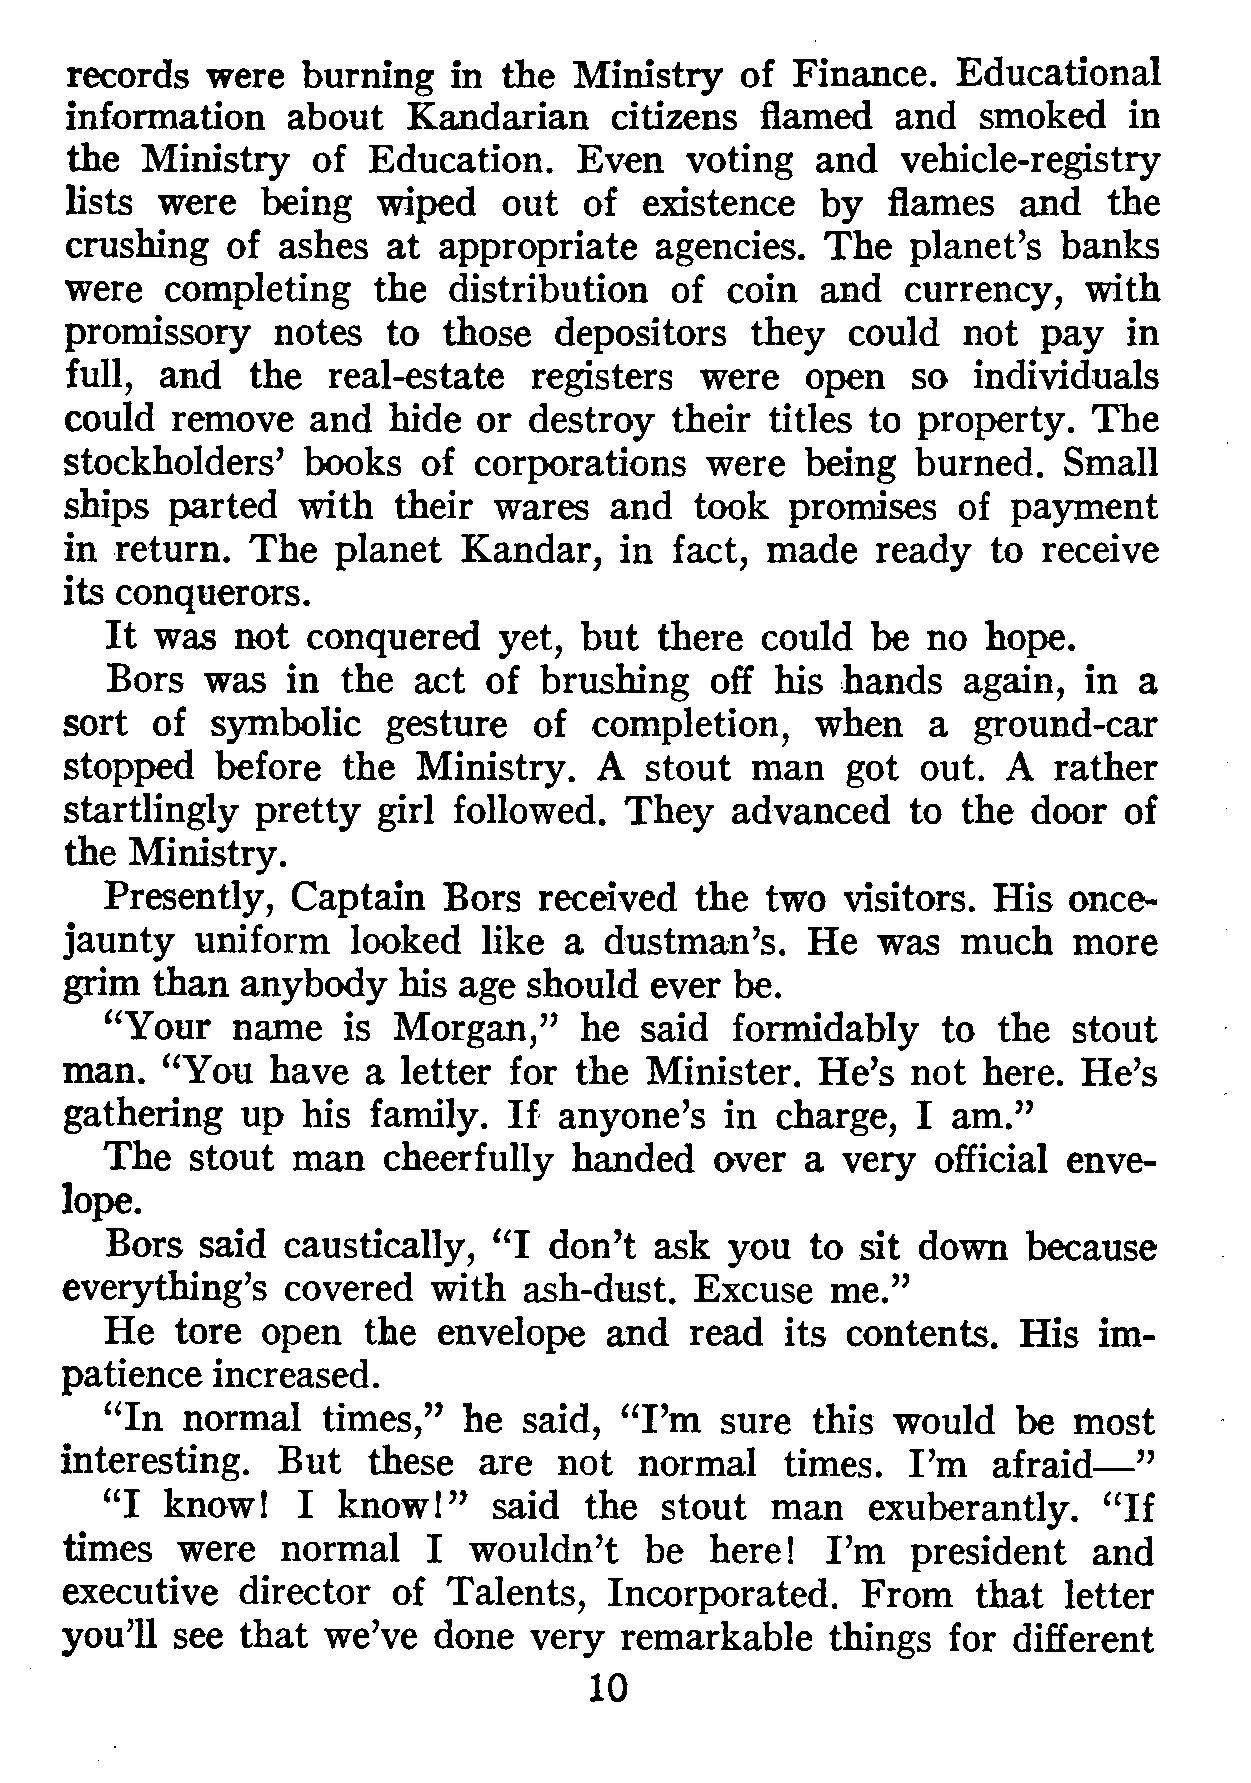 records were burning in the Ministry of Finance. Educational
information about Kandarian citizens flamed and smoked in
the Ministry of Education. Even voting and vehicle-registry
lists were being wiped out of existence by flames and the
crushing of ashes at appropriate agencies. The planet's banks
were completing the distribution of coin and currency, with
promissory notes to those depositors they could not pay in
full, and the real-estate registers were open so individuals
could remove and hide or destroy their titles to property. The
stockholders' books of corporations were being burned. Small
ships parted with their wares and took promises of payment
in return. The planet Kandar, in fact, made ready to receive
its conquerors.
It was not conquered yet, but there could be no hope.
Bors was in the act of brushing off his hands again, in a
sort of symbolic gesture of completion, when a ground-car
stopped before the Ministry. A stout man got out. A rather
startlingly pretty girl followed. They advanced to the door of
the Ministry.
Presently, Captain Bors received the two visitors. His once-
jaunty uniform looked like a dustman's. He was much more
grim than anybody his age should ever be.
“Your name is Morgan,” he said formidably to the stout
man. “You have a letter for the Minister. He's not here. He's
gathering up his family. If anyone's in charge, I am.”
The stout man cheerfully handed over a very official enve-
lope.
Bors said caustically, “I don't ask you to sit down because
everything's covered with ash-dust. Excuse me.”
He tore open the envelope and read its contents. His im-
patience increased.
“In normal times,” he said, “I'm sure this would be most
interesting. But these are not normal times. I'm afraid—”
“I know! I know!” said the stout man exuberantly. “If
times were normal I wouldn't be here! I'm president and
executive director of Talents, Incorporated. From that letter
you'll see that we've done very remarkable things for different
10